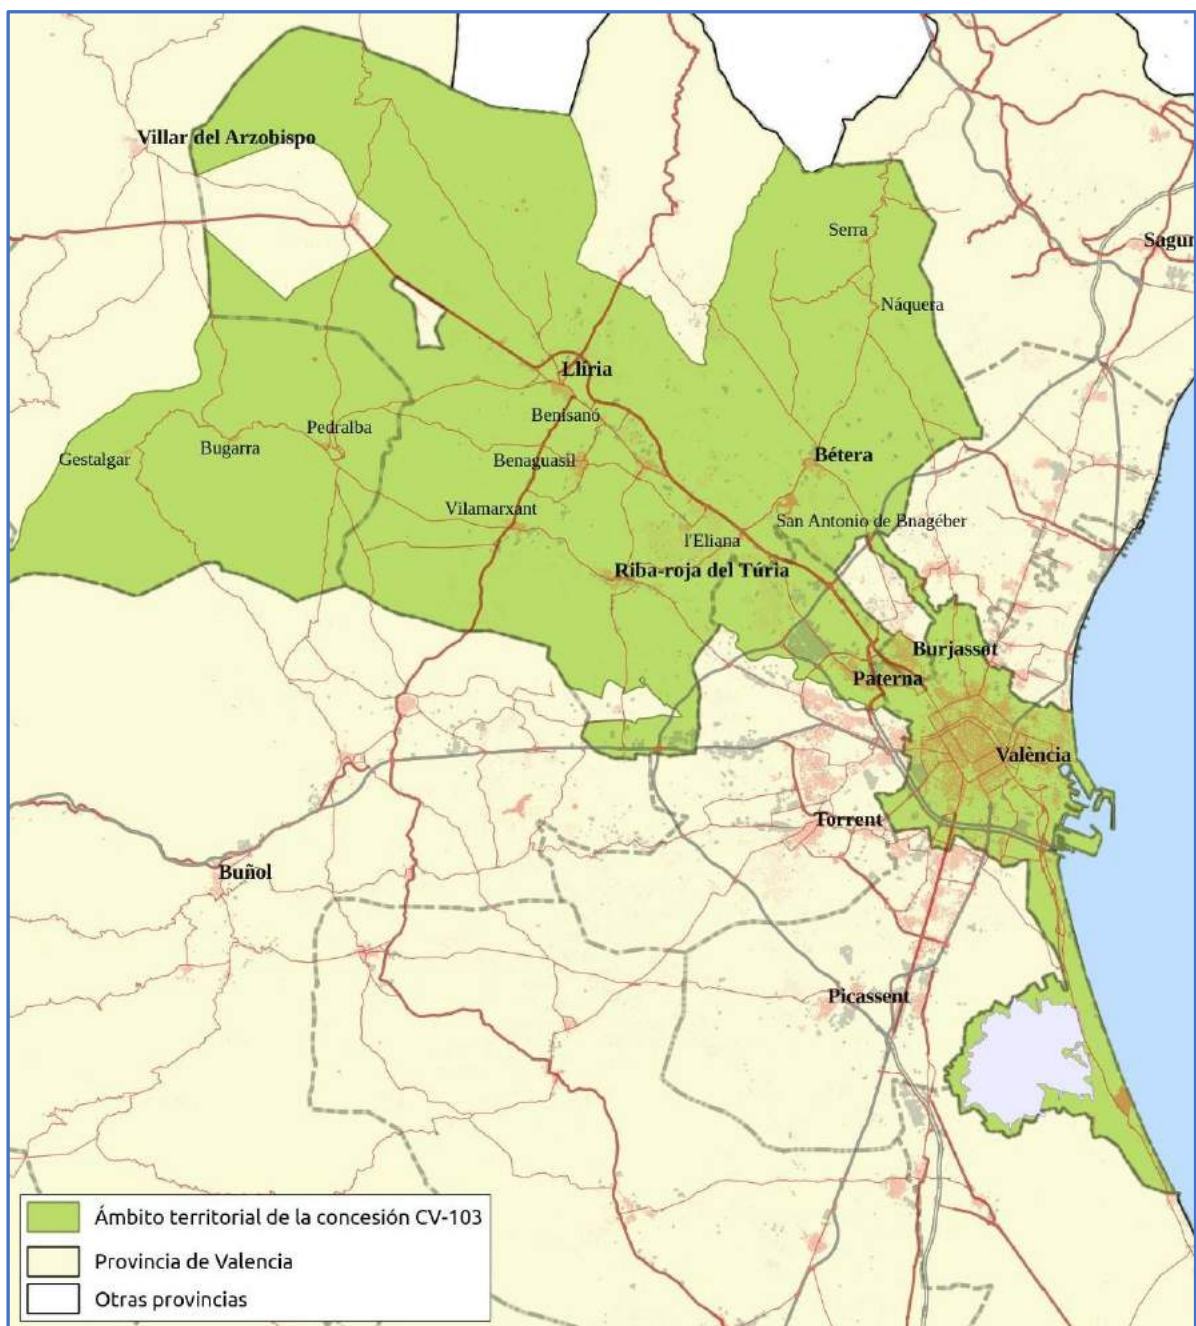 Villar del Arzobispo
Serra
Sagun
Náquera
Llíria
Benisanó
Pedralba
Bugarra
Gestalgar
Benaguasil
Bétera
Vilamarxant
San Antonio de Bnagéber
l'Eliana
Riba-roja del Túria
Burjassot
Paterna
València
Torrent
Buñol
Picassent
Ámbito territorial de la concesión CV-103
Provincia de Valencia
Otras provincias